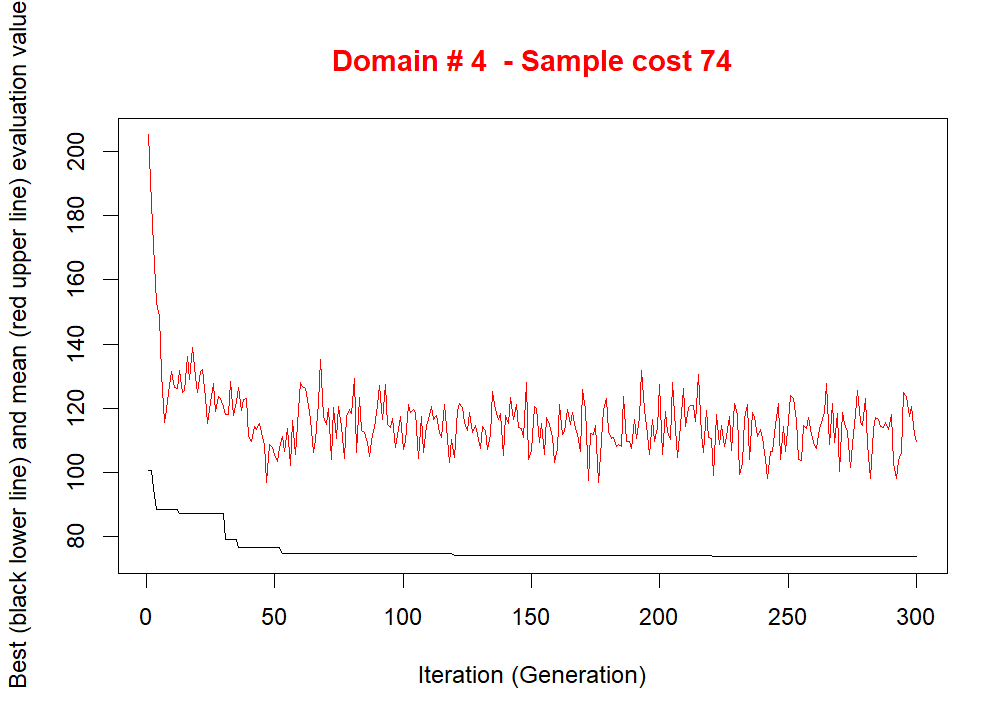 Domain # 4  - Sample cost 74
Best (black lower line) and mean (red upper line) evaluation value
200
180
160
140
120
100
80
0 50 100 150 200 250 300
Iteration (Generation)